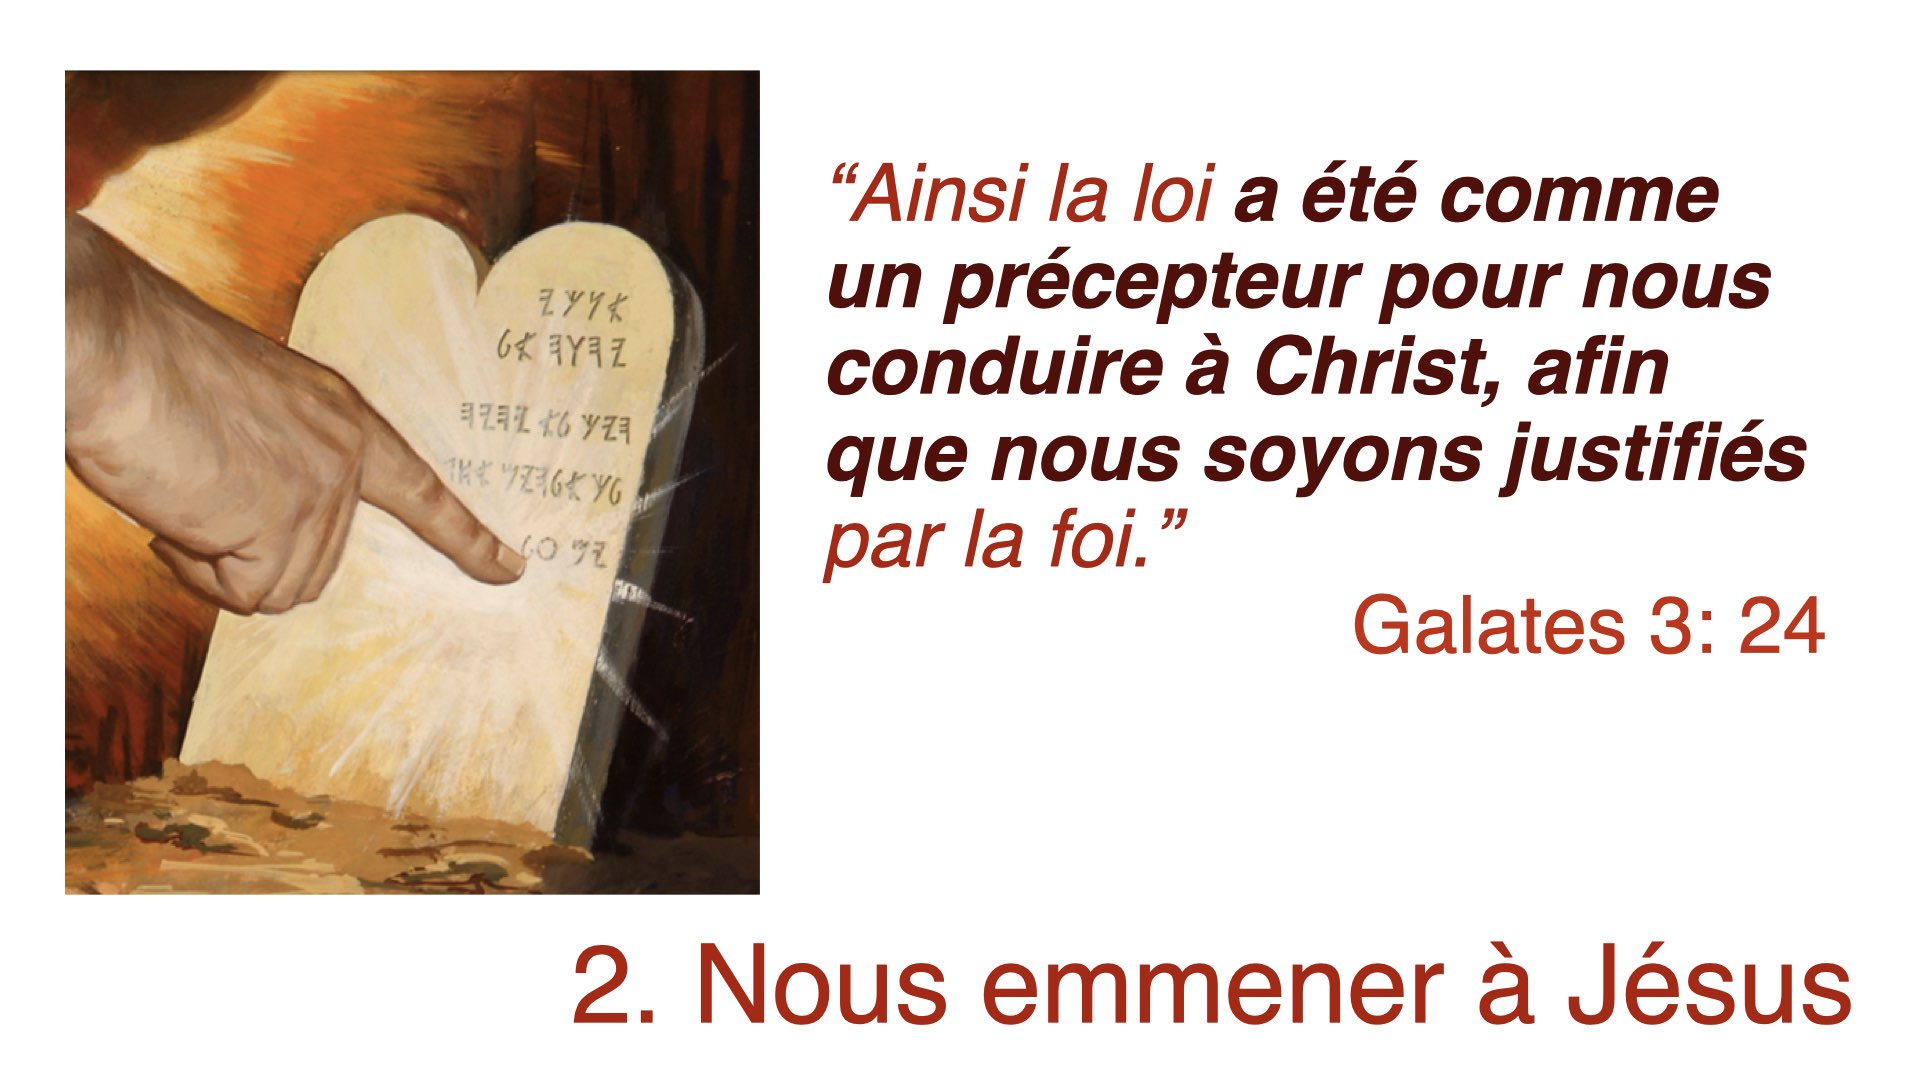 “Ainsi la loi a été comme
un précepteur pour nous
conduire à Christ, afin
que nous soyons justifiés
par la foi.”
Galates 3: 24
2. Nous emmener à Jésus